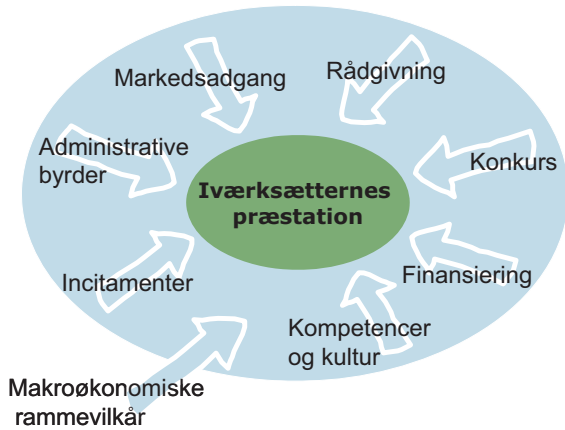 Markedsadgang
Rådgivning
Administrative
byrder
Konkurs
Iværksætternes
præstation
Incitamenter
Finansiering
Kompetencer
og kultur
Makroøkonomiske
rammevilkår